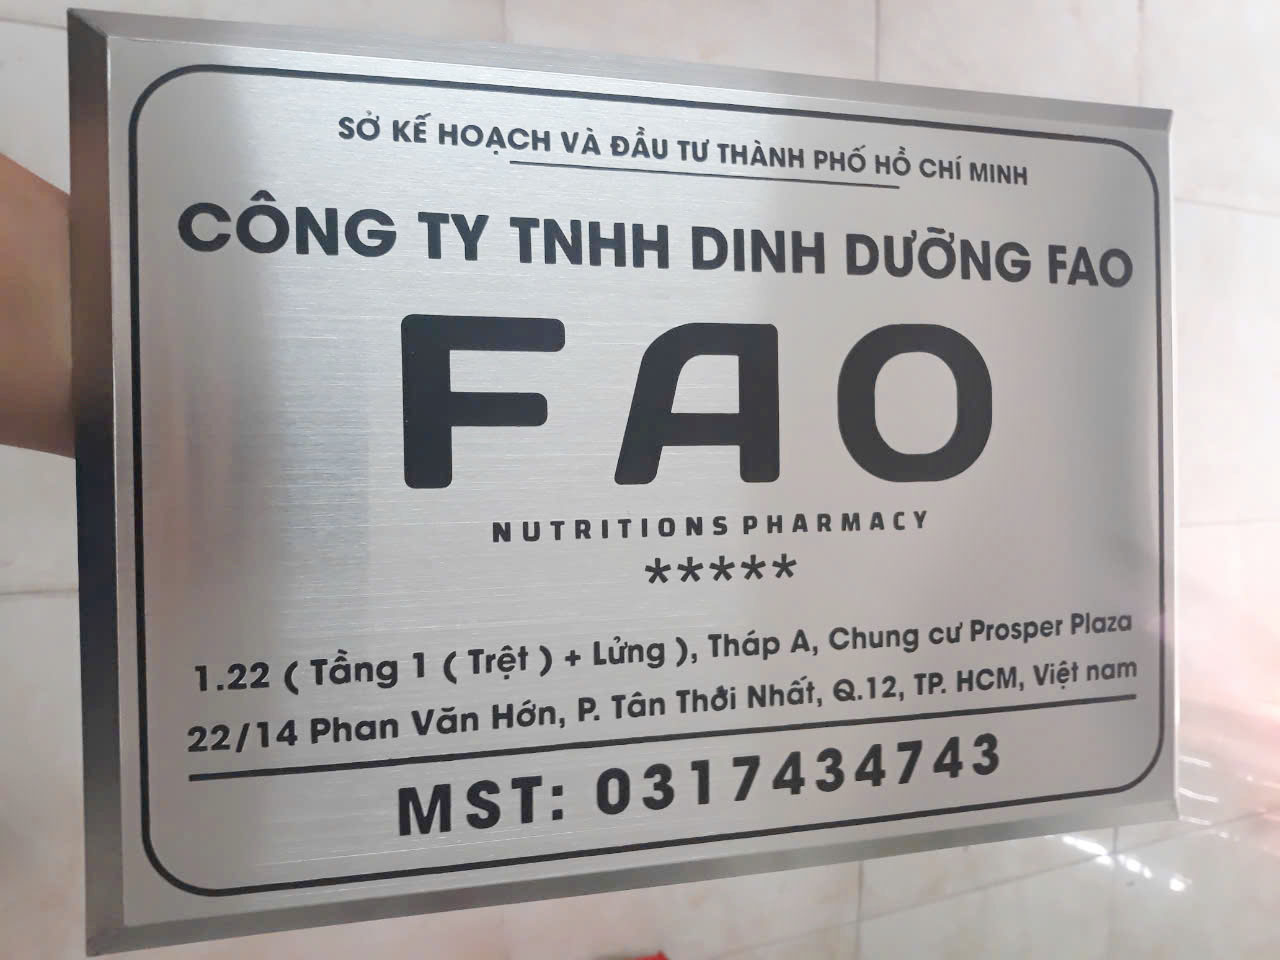 SỞ KẾ HOẠCH VÀ ĐẦU TƯ THÀNH PHỐ HỒ CHÍ MINH
CÔNG TY TNHH DINH DƯỠNG FAO
FAO
NUTRITIONS PHARMACY
*****
1.22 ( Tầng 1 ( Trệt ) + Lửng ), Tháp A, Chung cư Prosper Plaza
22/14 Phan Văn Hớn, P. Tân Thới Nhất, Q.12, TP. HCM, Việt nam
MST: 0317434743